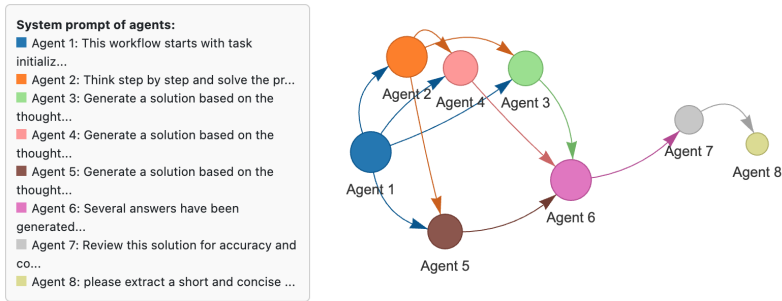 System prompt of agents:
Agent 1: This workflow starts with task
initializ...
Agent 2: Think step by step and solve the pr...
Agent 3: Generate a solution based on the
thought...
Agent 4: Generate a solution based on the
thought...
Agent 5: Generate a solution based on the
thought...
Agent 6: Several answers have been
generated...
Agent 7: Review this solution for accuracy and
co...
Agent 8: please extract a short and concise ...
Agent 2
Agent 4
Agent 3
Agent 1
Agent 7
Agent 8
Agent 6
Agent 5